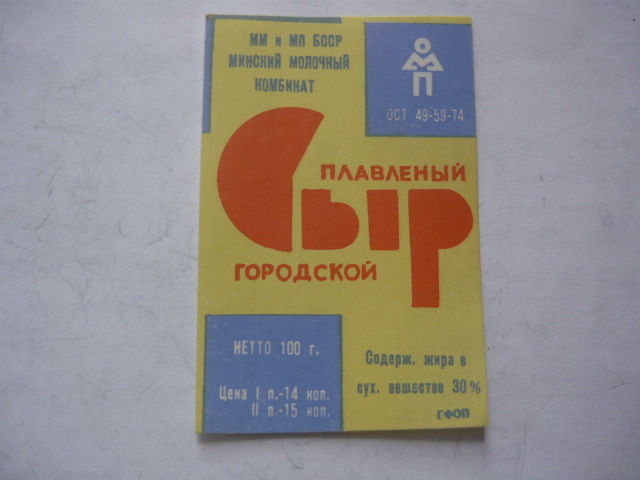 ММ и МП БССР
МИНСКИЙ МОЛОЧНЫЙ
КОМБИНАТ
ОМП
ОСТ 49-59-74
ПЛАВЛЕНЫЙ
СЫР
ГОРОДСКОЙ
НЕТТО 100 г.
Цена I п.-14 коп.
II п.-15 коп.
Содерж. жира в
сух. веществе 30%
ГФОП